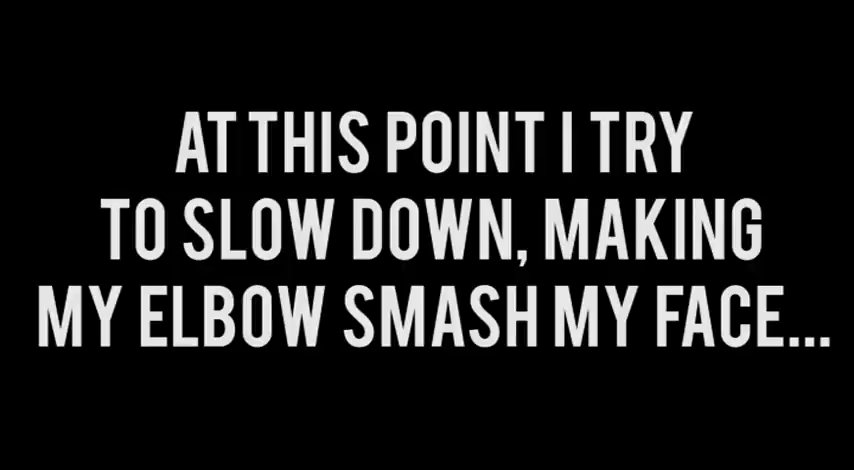 AT THIS POINT I TRY
TO SLOW DOWN, MAKING
MY ELBOW SMASH MY FACE...